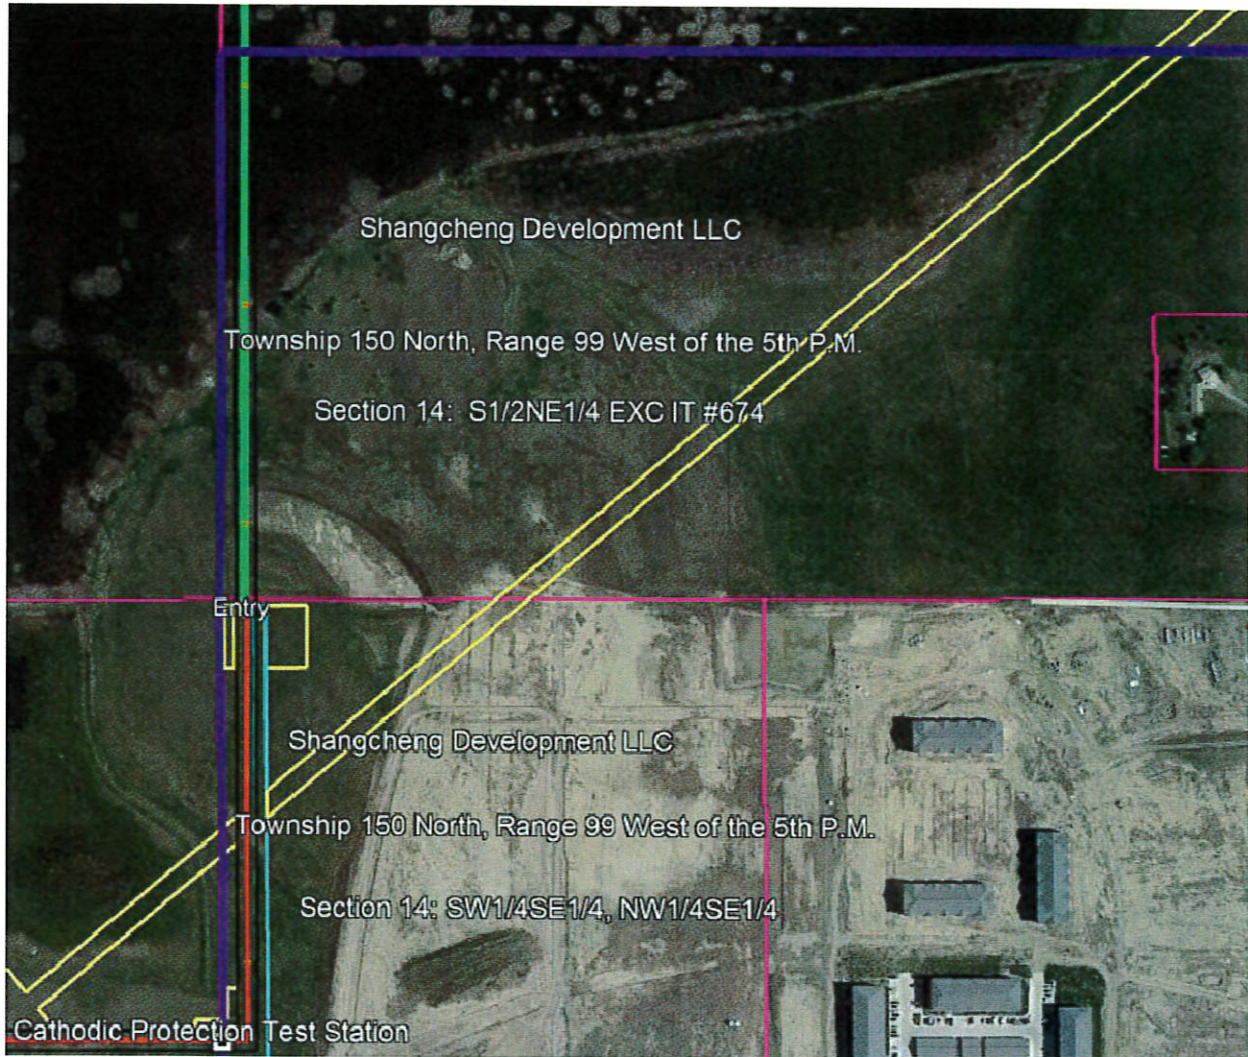 Shangcheng Development LLC
Township 150 North, Range 99 West of the 5th P.M.
Section 14: S1/2NE1/4 EXC IT #674
Entry
Shangcheng Development LLC
Township 150 North, Range 99 West of the 5th P.M.
Section 14: SW1/4SE1/4, NW1/4SE1/4
Cathodic Protection Test Station